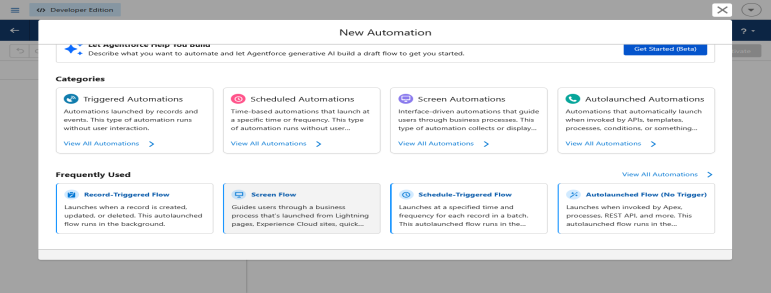 </> Developer Edition
New Automation
Let Agentforce Help You Build
Describe what you want to automate and let Agentforce generative AI build a draft flow to get you started.
Get Started (Beta)
Categories
Triggered Automations
Automations launched by records and
events. This type of automation runs
without user interaction.
View All Automations
Scheduled Automations
Time-based automations that launch at
a specific time or frequency. This type
of automation runs without user...
View All Automations
Screen Automations
Interface-driven automations that guide
users through business processes. This
type of automation collects or display...
View All Automations
Autolaunched Automations
Automations that automatically launch
when invoked by APIs, templates,
processes, conditions, or something...
View All Automations
Frequently Used
View All Automations
Record-Triggered Flow
Launches when a record is created,
updated, or deleted. This autolaunched
flow runs in the background.
Screen Flow
Guides users through a business
process that's launched from Lightning
pages, Experience Cloud sites, quick...
Schedule-Triggered Flow
Launches at a specified time and
frequency for each record in a batch.
This autolaunched flow runs in the...
Autolaunched Flow (No Trigger)
Launches when invoked by Apex,
processes, REST API, and more. This
autolaunched flow runs in the...